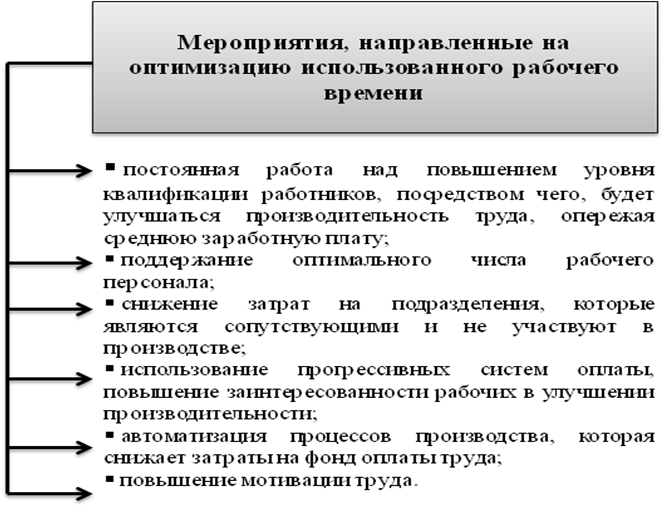 Мероприятия, направленные на
оптимизацию использованного рабочего
времени
▪ постоянная работа над повышением уровня
квалификации работников, посредством чего, будет
улучшаться производительность труда, опережая
среднюю заработную плату;
▪ поддержание оптимального числа рабочего
персонала;
▪ снижение затрат на подразделения, которые
являются сопутствующими и не участвуют в
производстве;
▪ использование прогрессивных систем оплаты,
повышение заинтересованности рабочих в улучшении
производительности;
▪ автоматизация процессов производства, которая
снижает затраты на фонд оплаты труда;
▪ повышение мотивации труда.